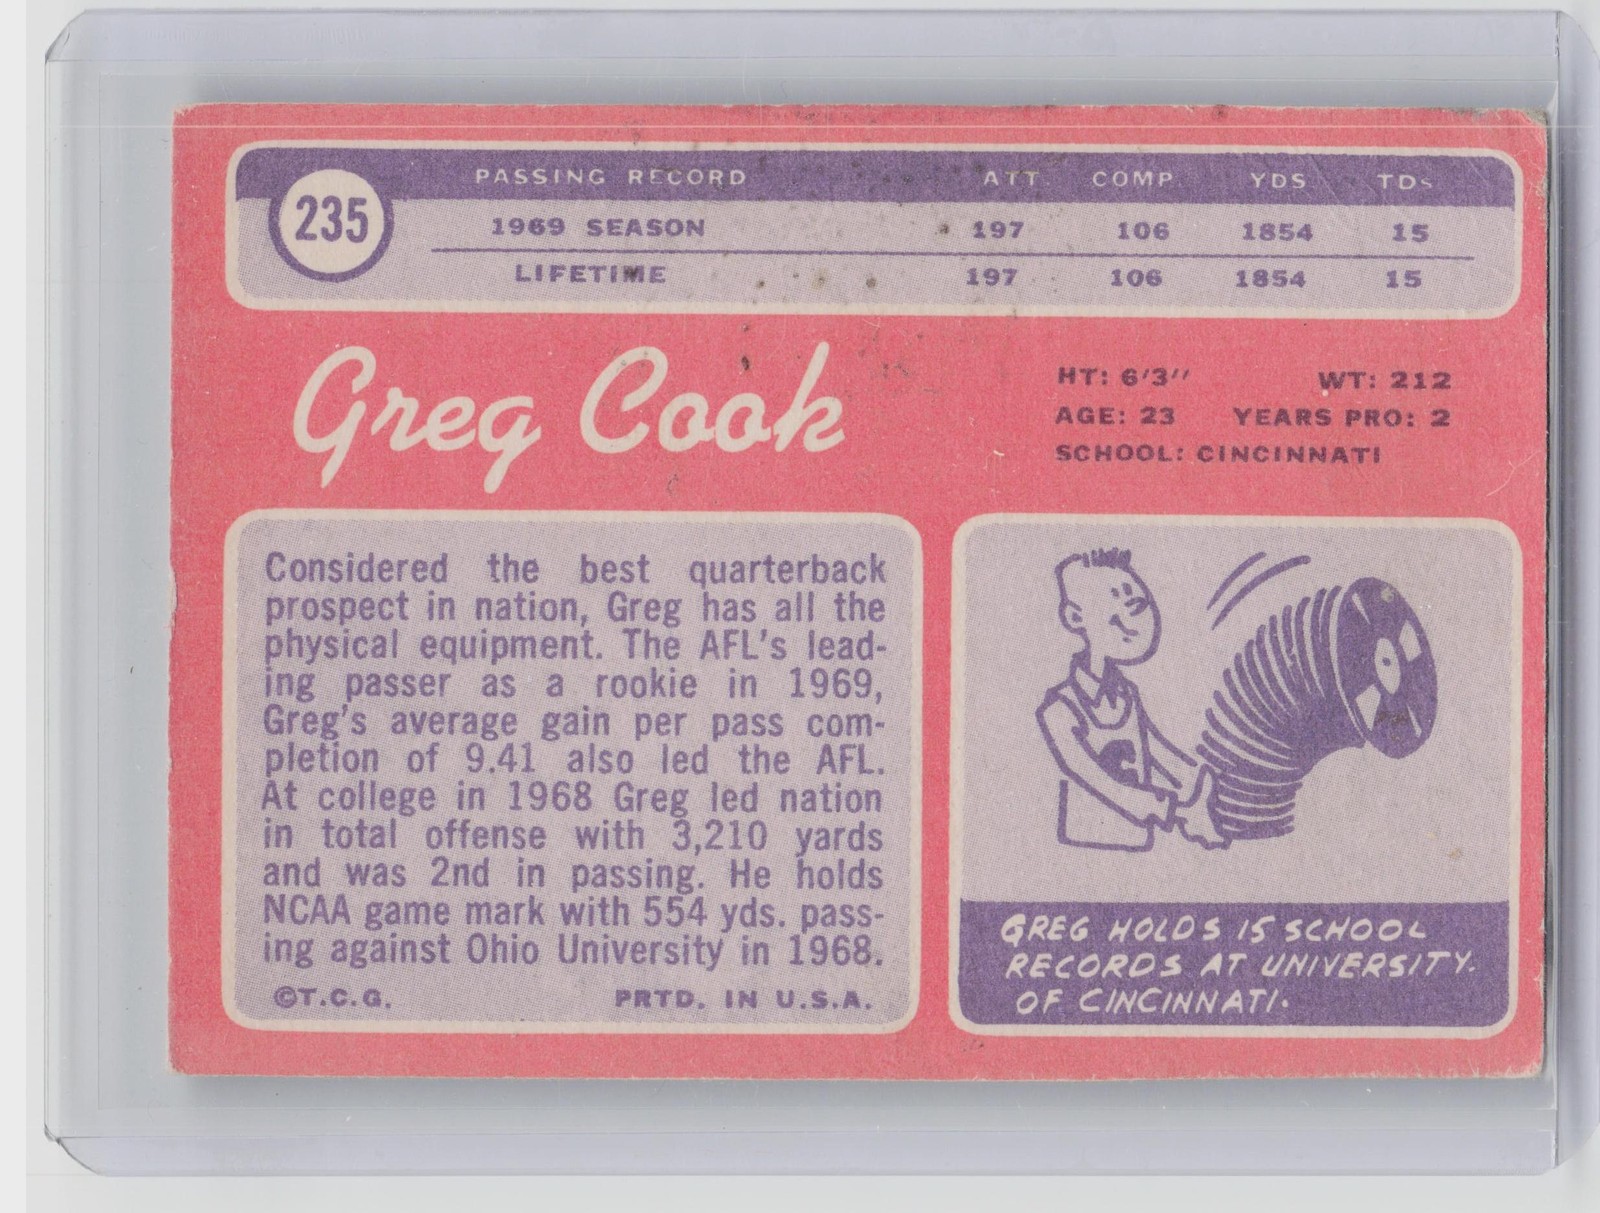 235
PASSING RECORD ATT. COMP. YDS TDs
1969 SEASON 197 106 1854 15
LIFETIME 197 106 1854 15
Greg Cook
HT: 6'3" WT: 212
AGE: 23 YEARS PRO: 2
SCHOOL: CINCINNATI
Considered the best quarterback
prospect in nation, Greg has all the
physical equipment. The AFL's lead-
ing passer as a rookie in 1969,
Greg's average gain per pass com-
pletion of 9.41 also led the AFL.
At college in 1968 Greg led nation
in total offense with 3,210 yards
and was 2nd in passing. He holds
NCAA game mark with 554 yds. pass-
ing against Ohio University in 1968.
©T.C.G. PRTD. IN U.S.A.
C
GREG HOLDS 15 SCHOOL
RECORDS AT UNIVERSITY.
OF CINCINNATI.